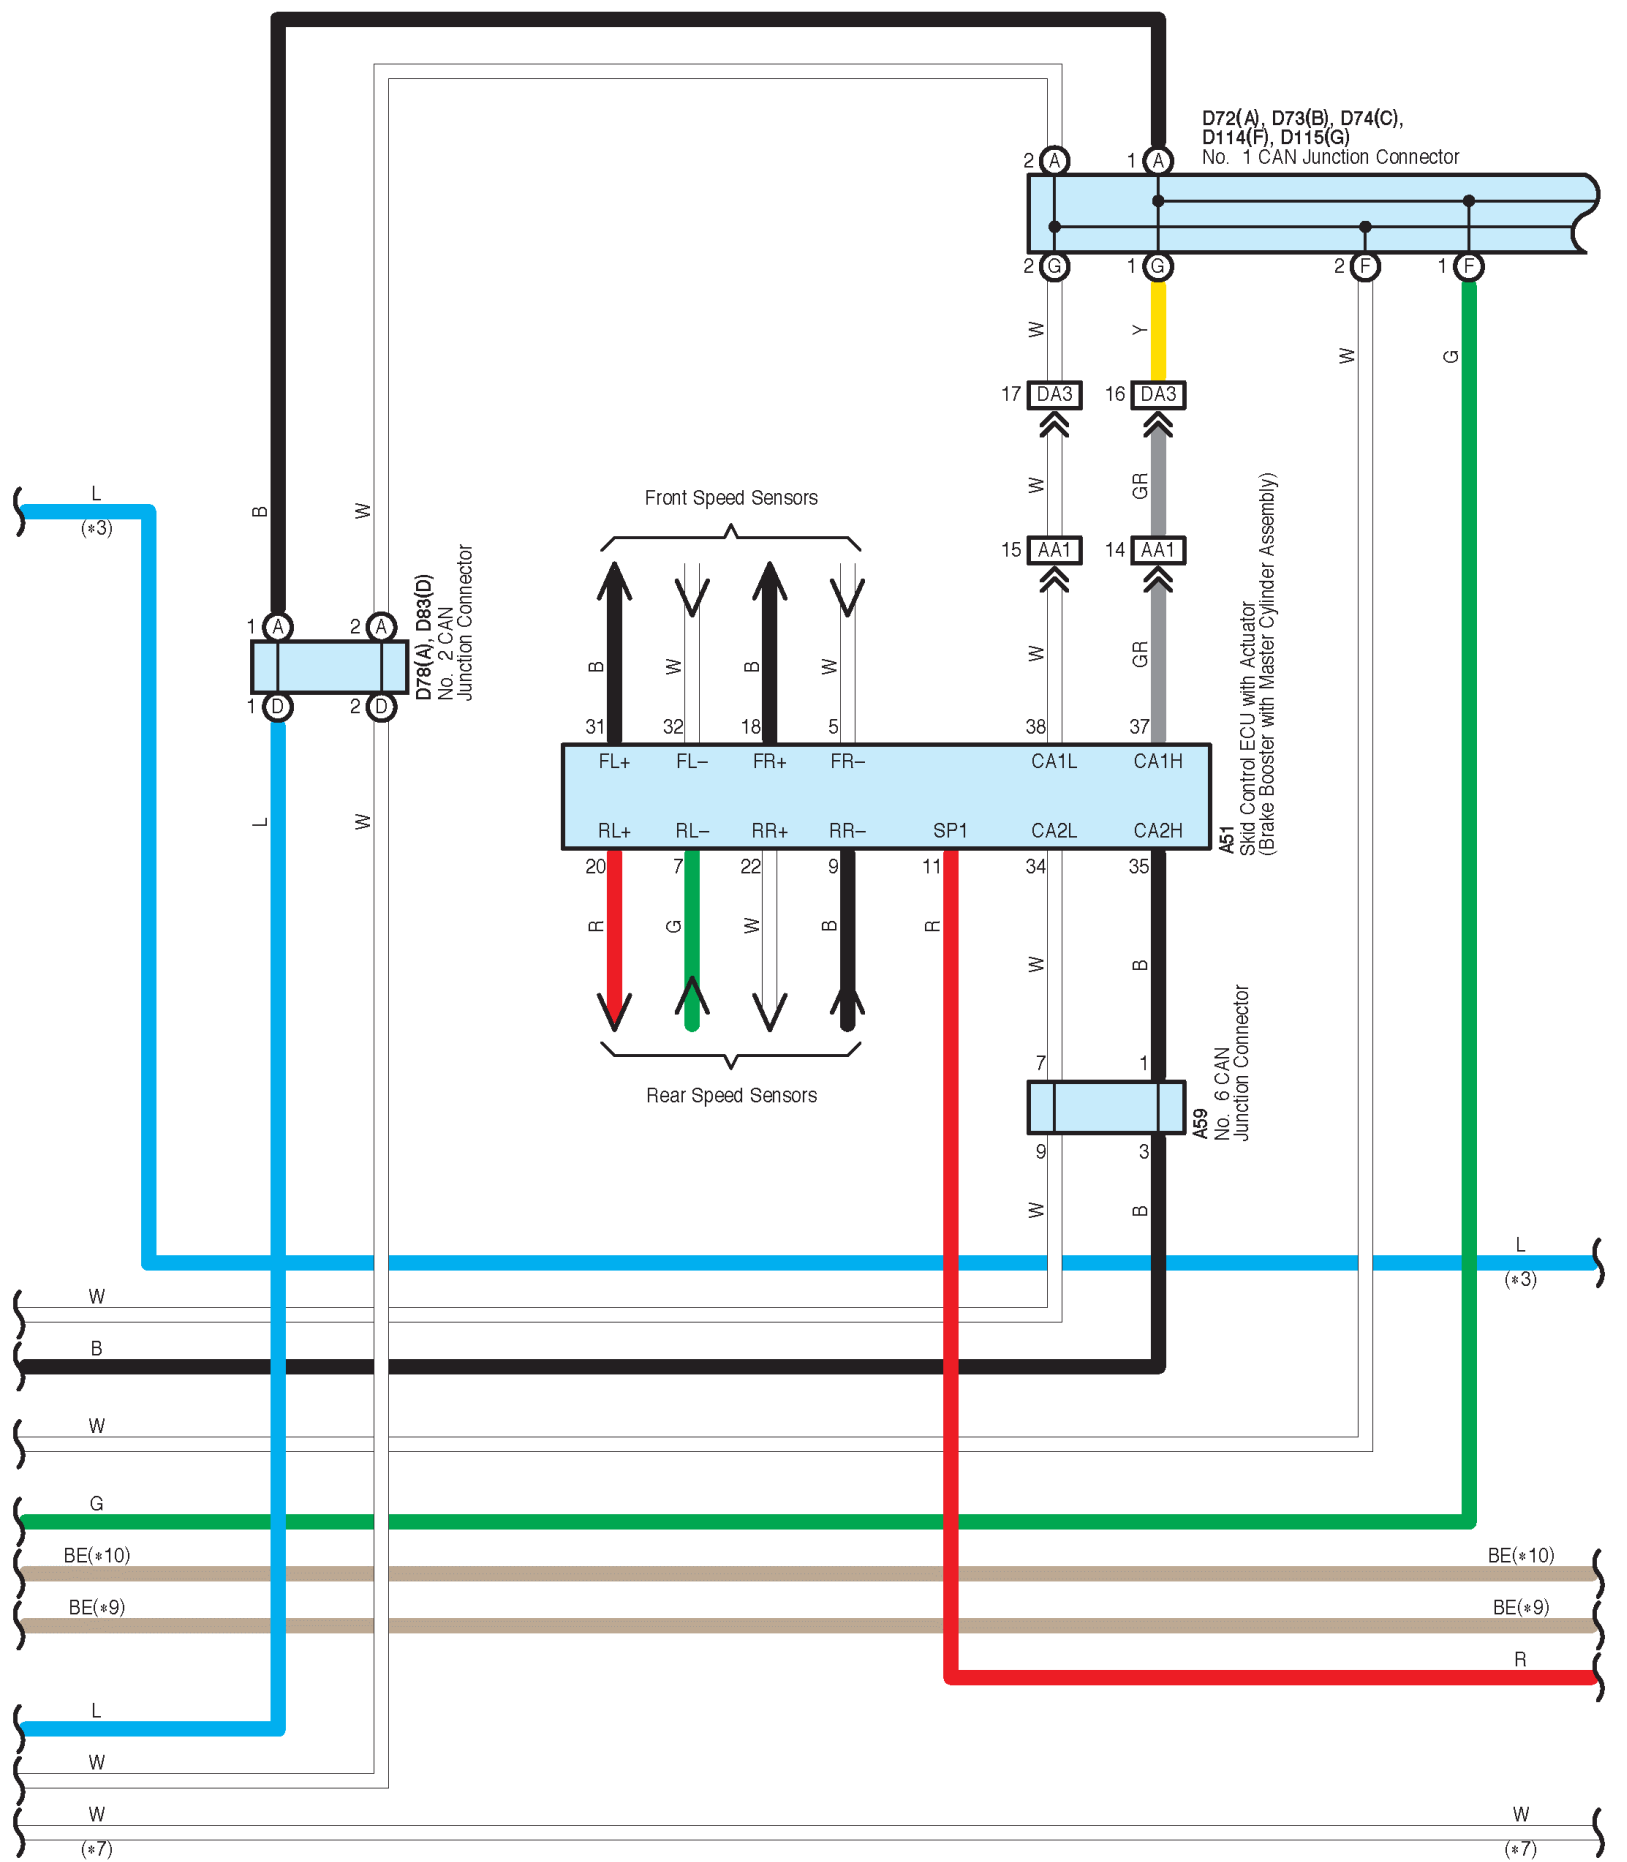 D72(A), D73(B), D74(C),
D114(F), D115(G)
No. 1 CAN Junction Connector
2 A
1 A
2 G
1 G
2 F
1 F
W
Y
W
G
17 DA3
16 DA3
L
(*3)
B
W
Front Speed Sensors
W
GR
15 AA1
14 AA1
1 A
2 A
D78(A), D83(D)
No. 2 CAN
Junction Connector
1 D
2 D
B
W
B
W
W
GR
31
32
18
5
38
37
FL+
FL–
FR+
FR–
CA1L
CA1H
RL+
RL–
RR+
RR–
SP1
CA2L
CA2H
A51
Skid Control ECU with Actuator
(Brake Booster with Master Cylinder Assembly)
L
W
20
7
22
9
11
34
35
R
G
W
B
R
W
B
Rear Speed Sensors
7
1
A59
No. 6 CAN
Junction Connector
9
3
W
B
L
(*3)
W
B
W
G
BE(*10)
BE(*10)
BE(*9)
BE(*9)
R
L
W
W
(*7)
W
(*7)